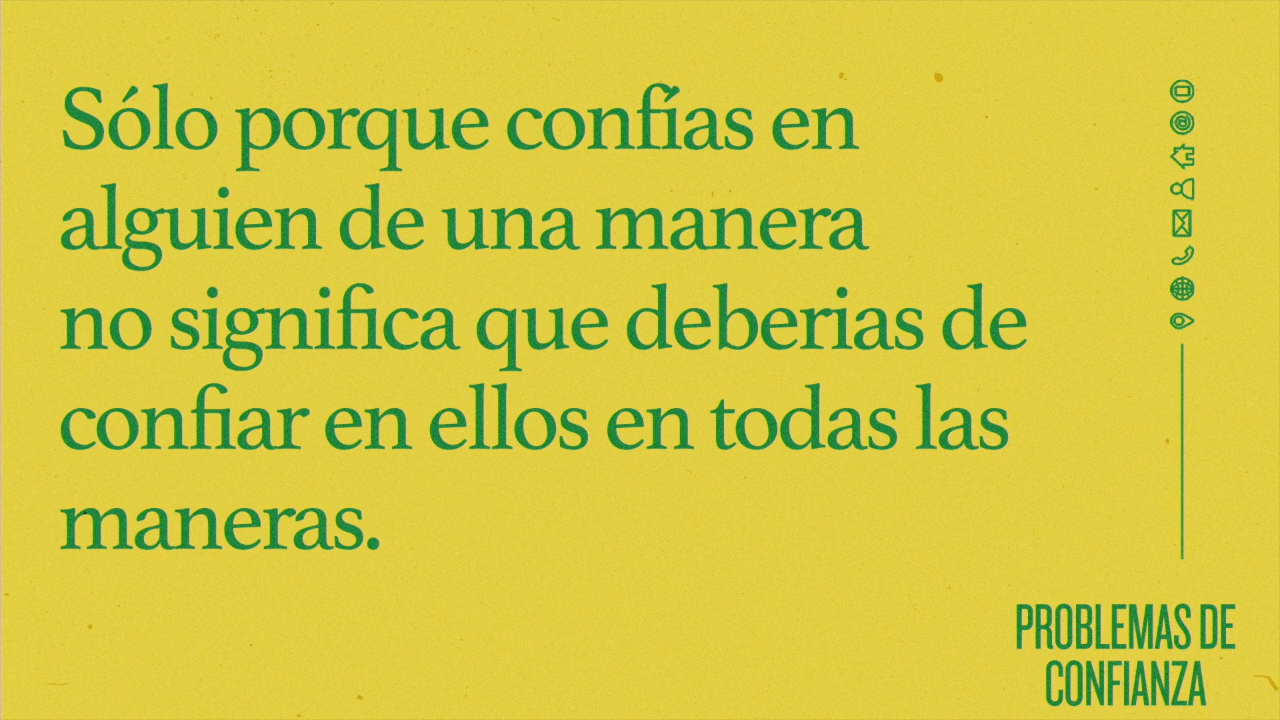 Sólo porque confías en
alguien de una manera
no significa que deberias de
confiar en ellos en todas las
maneras.
PROBLEMAS DE
CONFIANZA